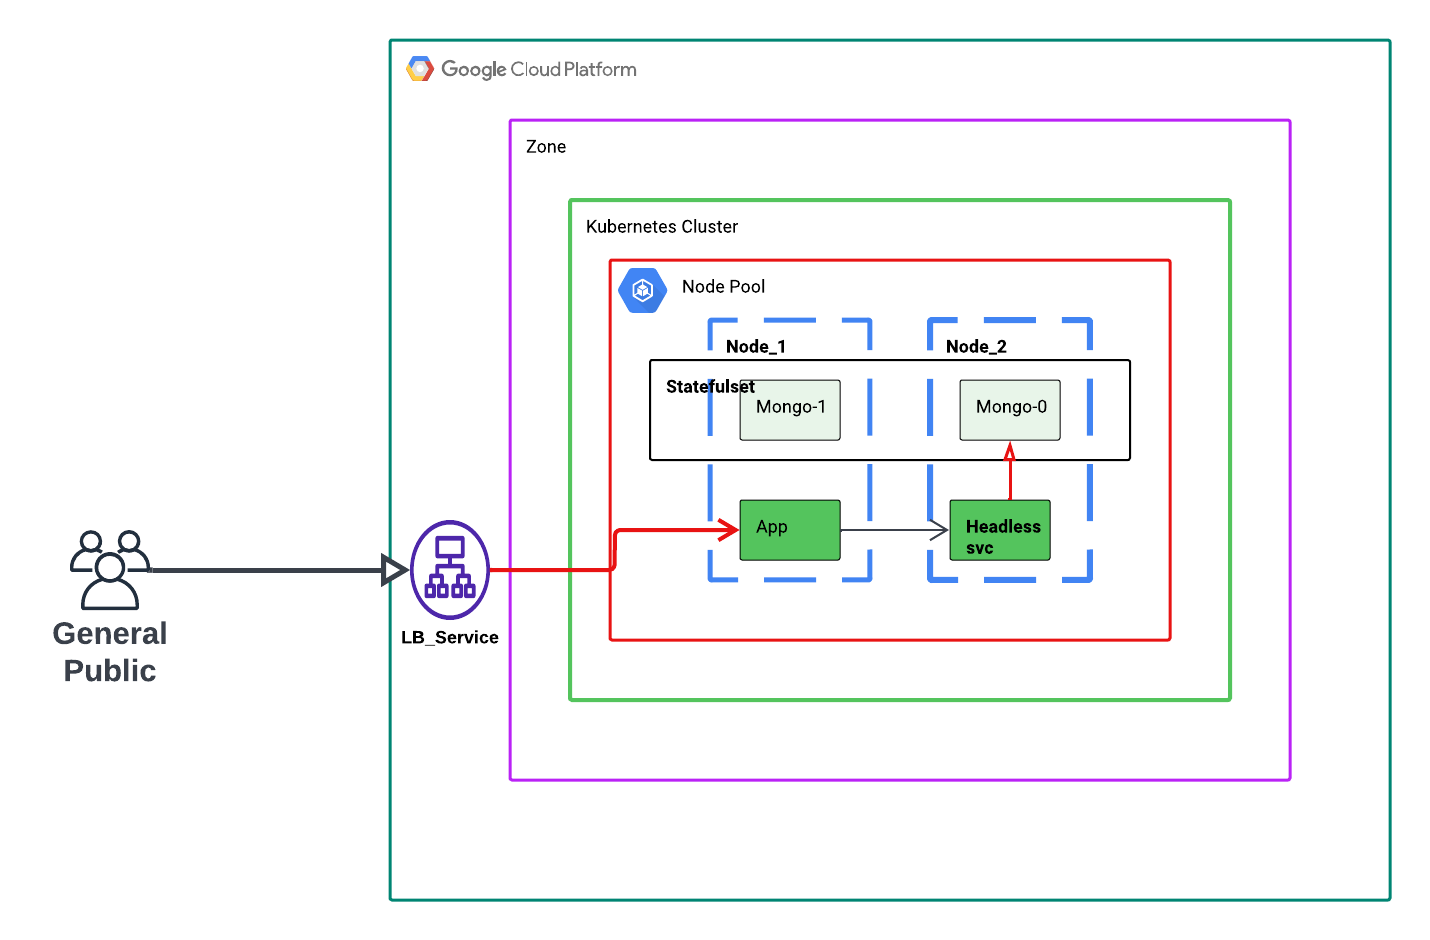 Google Cloud Platform
Zone
Kubernetes Cluster
Node Pool
Node_1
Node_2
Statefulset
Mongo-1
Mongo-0
App
Headless
svc
LB_Service
General
Public